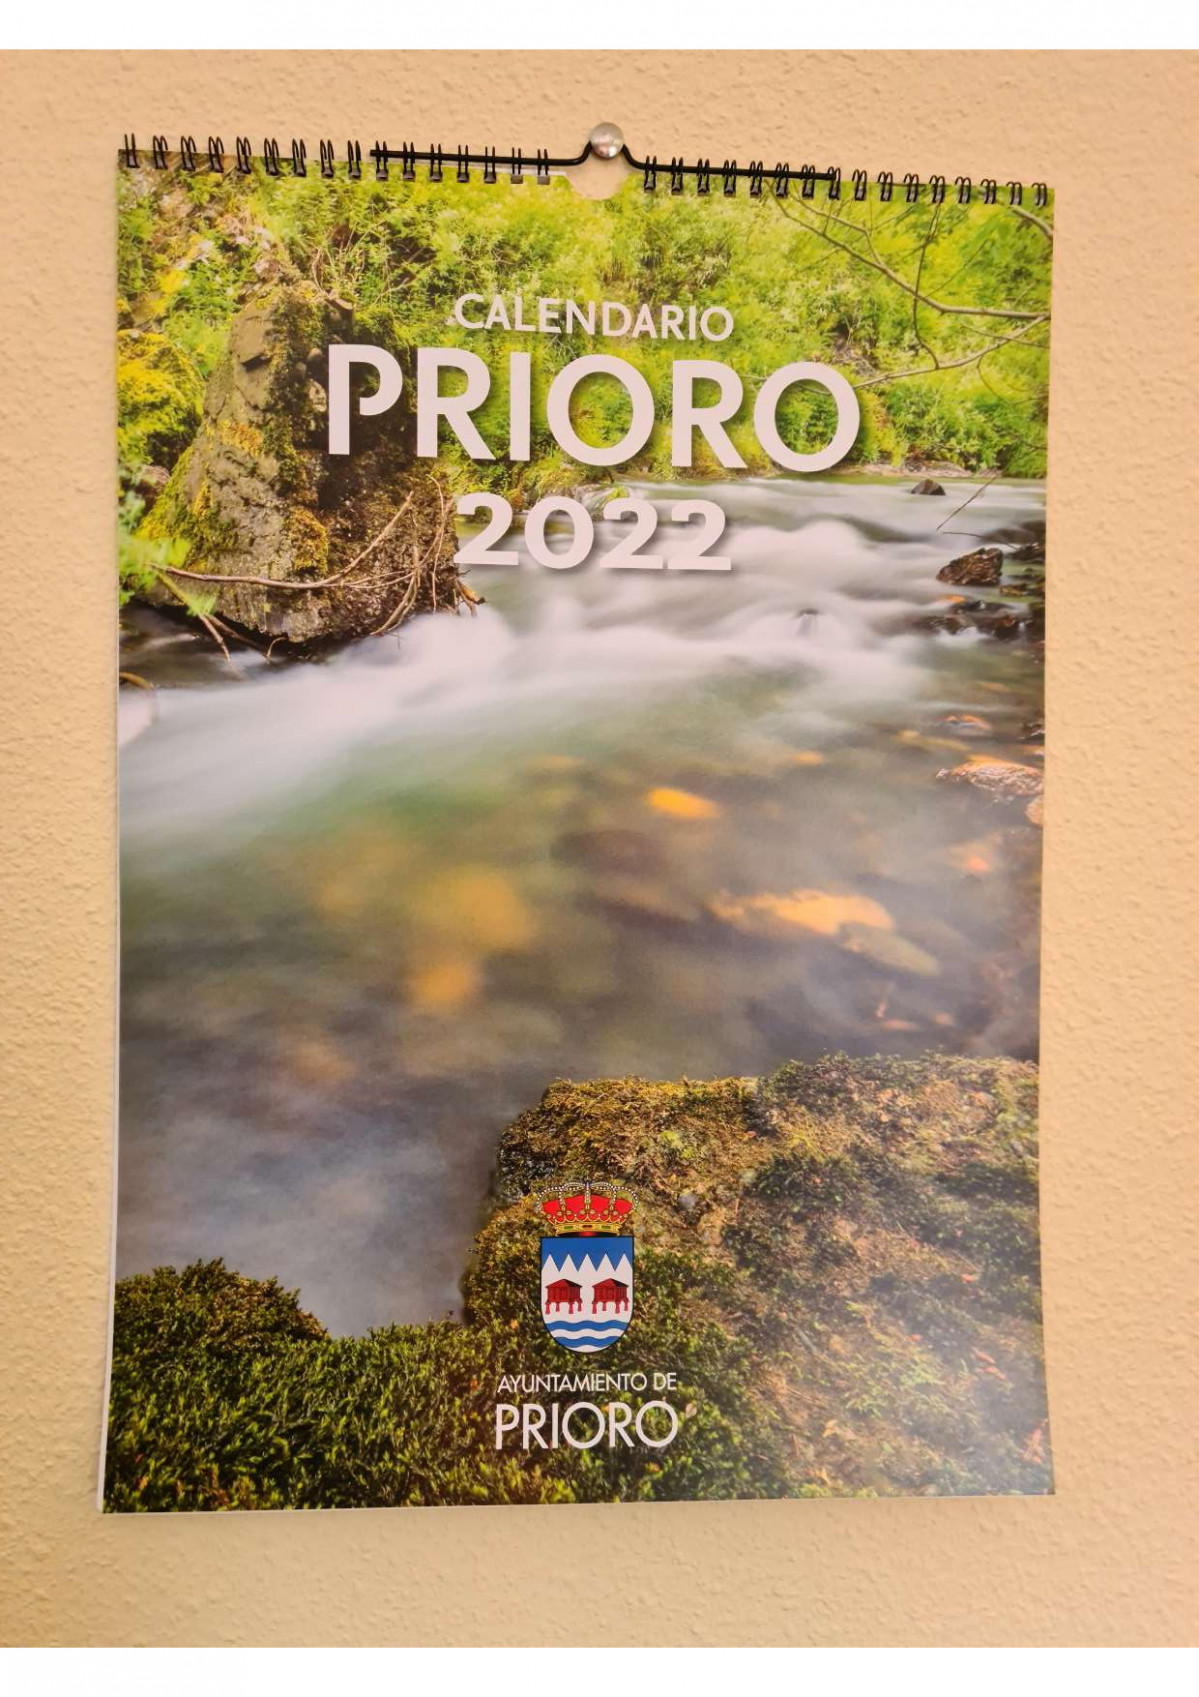 CALENDARIO
PRIORO
2022
AYUNTAMIENTO DE
PRIORO